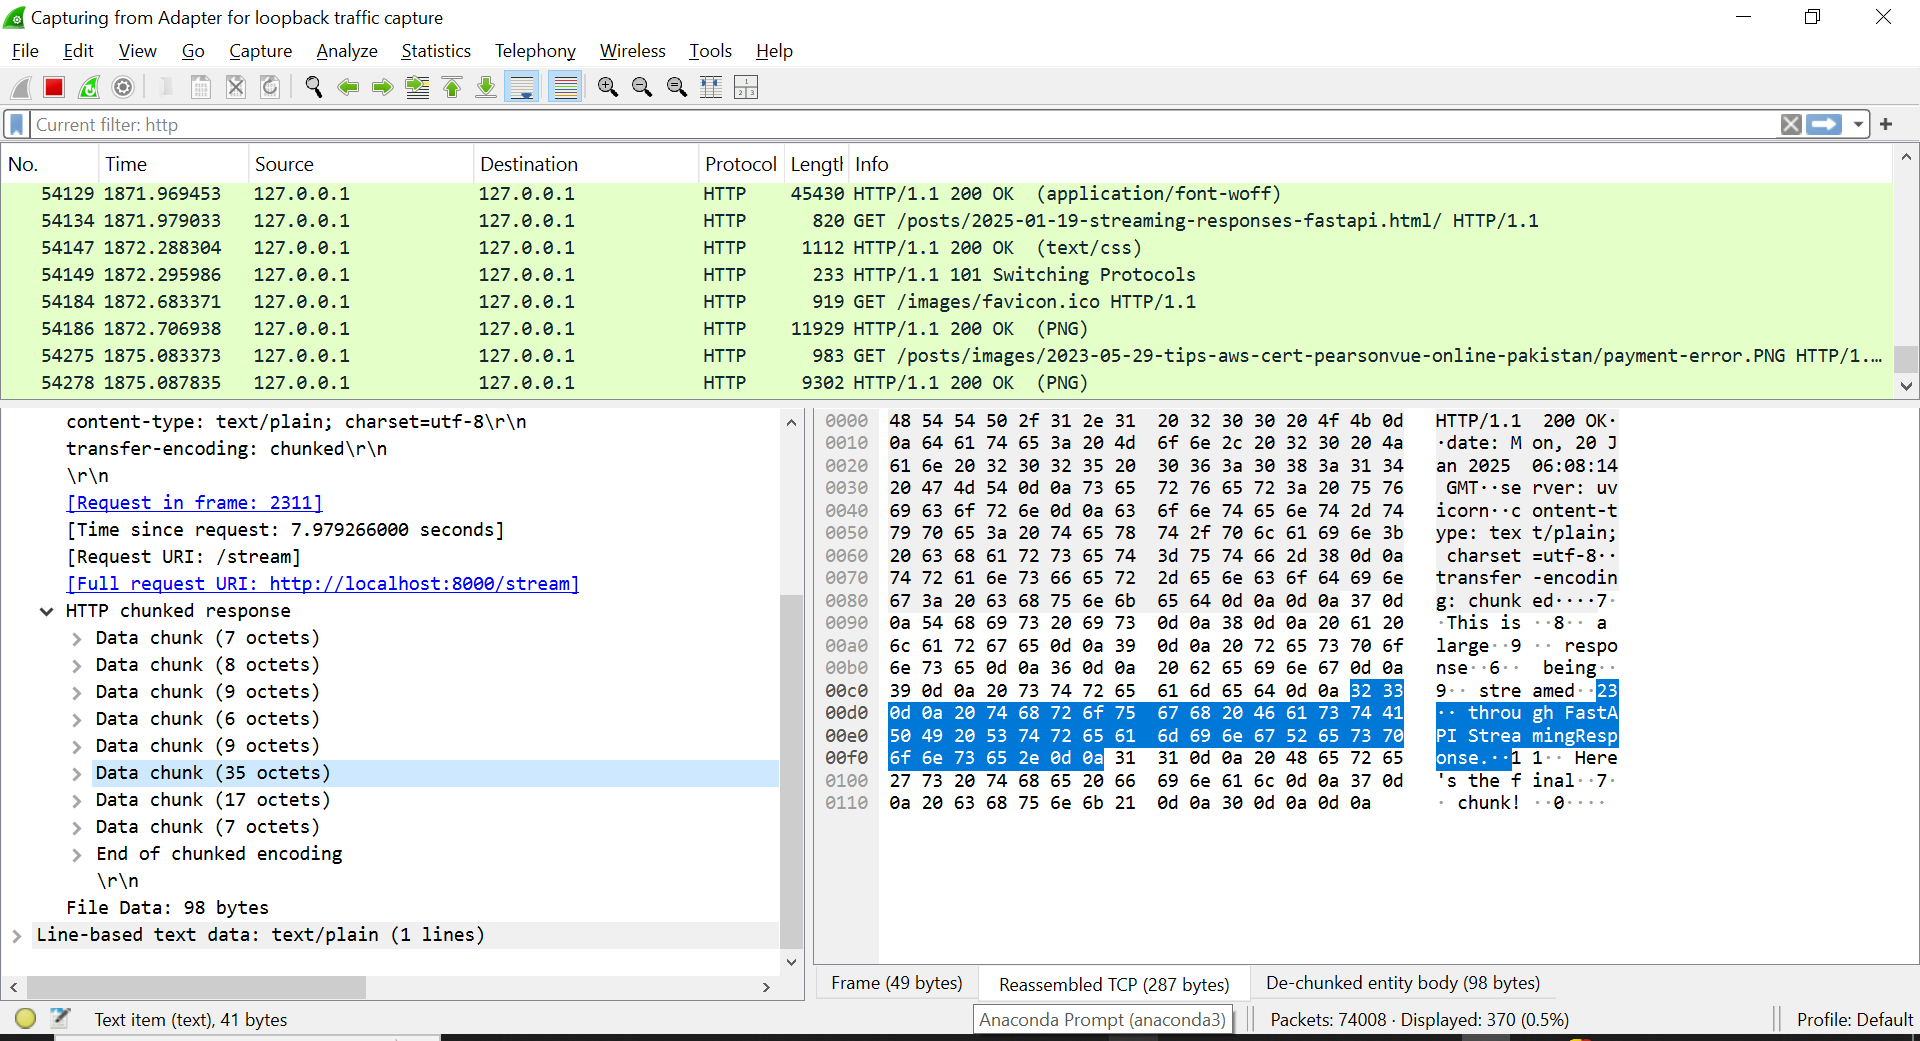 Capturing from Adapter for loopback traffic capture
File Edit View Go Capture Analyze Statistics Telephony Wireless Tools Help
Current filter: http
No. Time Source Destination Protocol Lengtl Info
54129 1871.969453 127.0.0.1 127.0.0.1 HTTP 45430 HTTP/1.1 200 OK  (application/font-woff)
54134 1871.979033 127.0.0.1 127.0.0.1 HTTP 820 GET /posts/2025-01-19-streaming-responses-fastapi.html/ HTTP/1.1
54147 1872.288304 127.0.0.1 127.0.0.1 HTTP 1112 HTTP/1.1 200 OK  (text/css)
54149 1872.295986 127.0.0.1 127.0.0.1 HTTP 233 HTTP/1.1 101 Switching Protocols
54184 1872.683371 127.0.0.1 127.0.0.1 HTTP 919 GET /images/favicon.ico HTTP/1.1
54186 1872.706938 127.0.0.1 127.0.0.1 HTTP 11929 HTTP/1.1 200 OK  (PNG)
54275 1875.083373 127.0.0.1 127.0.0.1 HTTP 983 GET /posts/images/2023-05-29-tips-aws-cert-pearsonvue-online-pakistan/payment-error.PNG HTTP/1.…
54278 1875.087835 127.0.0.1 127.0.0.1 HTTP 9302 HTTP/1.1 200 OK  (PNG)
content-type: text/plain; charset=utf-8\r\n
transfer-encoding: chunked\r\n
\r\n
[Request in frame: 2311]
[Time since request: 7.979266000 seconds]
[Request URI: /stream]
[Full request URI: http://localhost:8000/stream]
HTTP chunked response
Data chunk (7 octets)
Data chunk (8 octets)
Data chunk (9 octets)
Data chunk (6 octets)
Data chunk (9 octets)
Data chunk (35 octets)
Data chunk (17 octets)
Data chunk (7 octets)
End of chunked encoding
\r\n
File Data: 98 bytes
Line-based text data: text/plain (1 lines)
0000 48 54 54 50 2f 31 2e 31 20 32 30 30 20 4f 4b 0d HTTP/1.1 200 OK·
0010 0a 64 61 74 65 3a 20 4d 6f 6e 2c 20 32 30 20 4a ·date: M on, 20 J
0020 61 6e 20 32 30 32 35 20 30 36 3a 30 38 3a 31 34 an 2025 06:08:14
0030 20 47 4d 54 0d 0a 73 65 72 76 65 72 3a 20 75 76 GMT··se rver: uv
0040 69 63 6f 72 6e 0d 0a 63 6f 6e 74 65 6e 74 2d 74 icorn··c ontent-t
0050 79 70 65 3a 20 74 65 78 74 2f 70 6c 61 69 6e 3b ype: tex t/plain;
0060 20 63 68 61 72 73 65 74 3d 75 74 66 2d 38 0d 0a charset =utf-8··
0070 74 72 61 6e 73 66 65 72 2d 65 6e 63 6f 64 69 6e transfer -encodin
0080 67 3a 20 63 68 75 6e 6b 65 64 0d 0a 0d 0a 37 0d g: chunk ed····7·
0090 0a 54 68 69 73 20 69 73 0d 0a 38 0d 0a 20 61 20 ·This is ··8·· a
00a0 6c 61 72 67 65 0d 0a 39 0d 0a 20 72 65 73 70 6f large··9 ·· respo
00b0 6e 73 65 0d 0a 36 0d 0a 20 62 65 69 6e 67 0d 0a nse··6·· being··
00c0 39 0d 0a 20 73 74 72 65 61 6d 65 64 0d 0a 32 33 9·· stre amed··23
00d0 0d 0a 20 74 68 72 6f 75 67 68 20 46 61 73 74 41 ·· throu gh FastA
00e0 50 49 20 53 74 72 65 61 6d 69 6e 67 52 65 73 70 PI Strea mingResp
00f0 6f 6e 73 65 2e 0d 0a 31 31 0d 0a 20 48 65 72 65 onse.··1 1·· Here
0100 27 73 20 74 68 65 20 66 69 6e 61 6c 0d 0a 37 0d 's the f inal··7·
0110 0a 20 63 68 75 6e 6b 21 0d 0a 30 0d 0a 0d 0a · chunk! ··0····
Frame (49 bytes) Reassembled TCP (287 bytes) De-chunked entity body (98 bytes)
Text item (text), 41 bytes
Anaconda Prompt (anaconda3)
Packets: 74008 · Displayed: 370 (0.5%)
Profile: Default